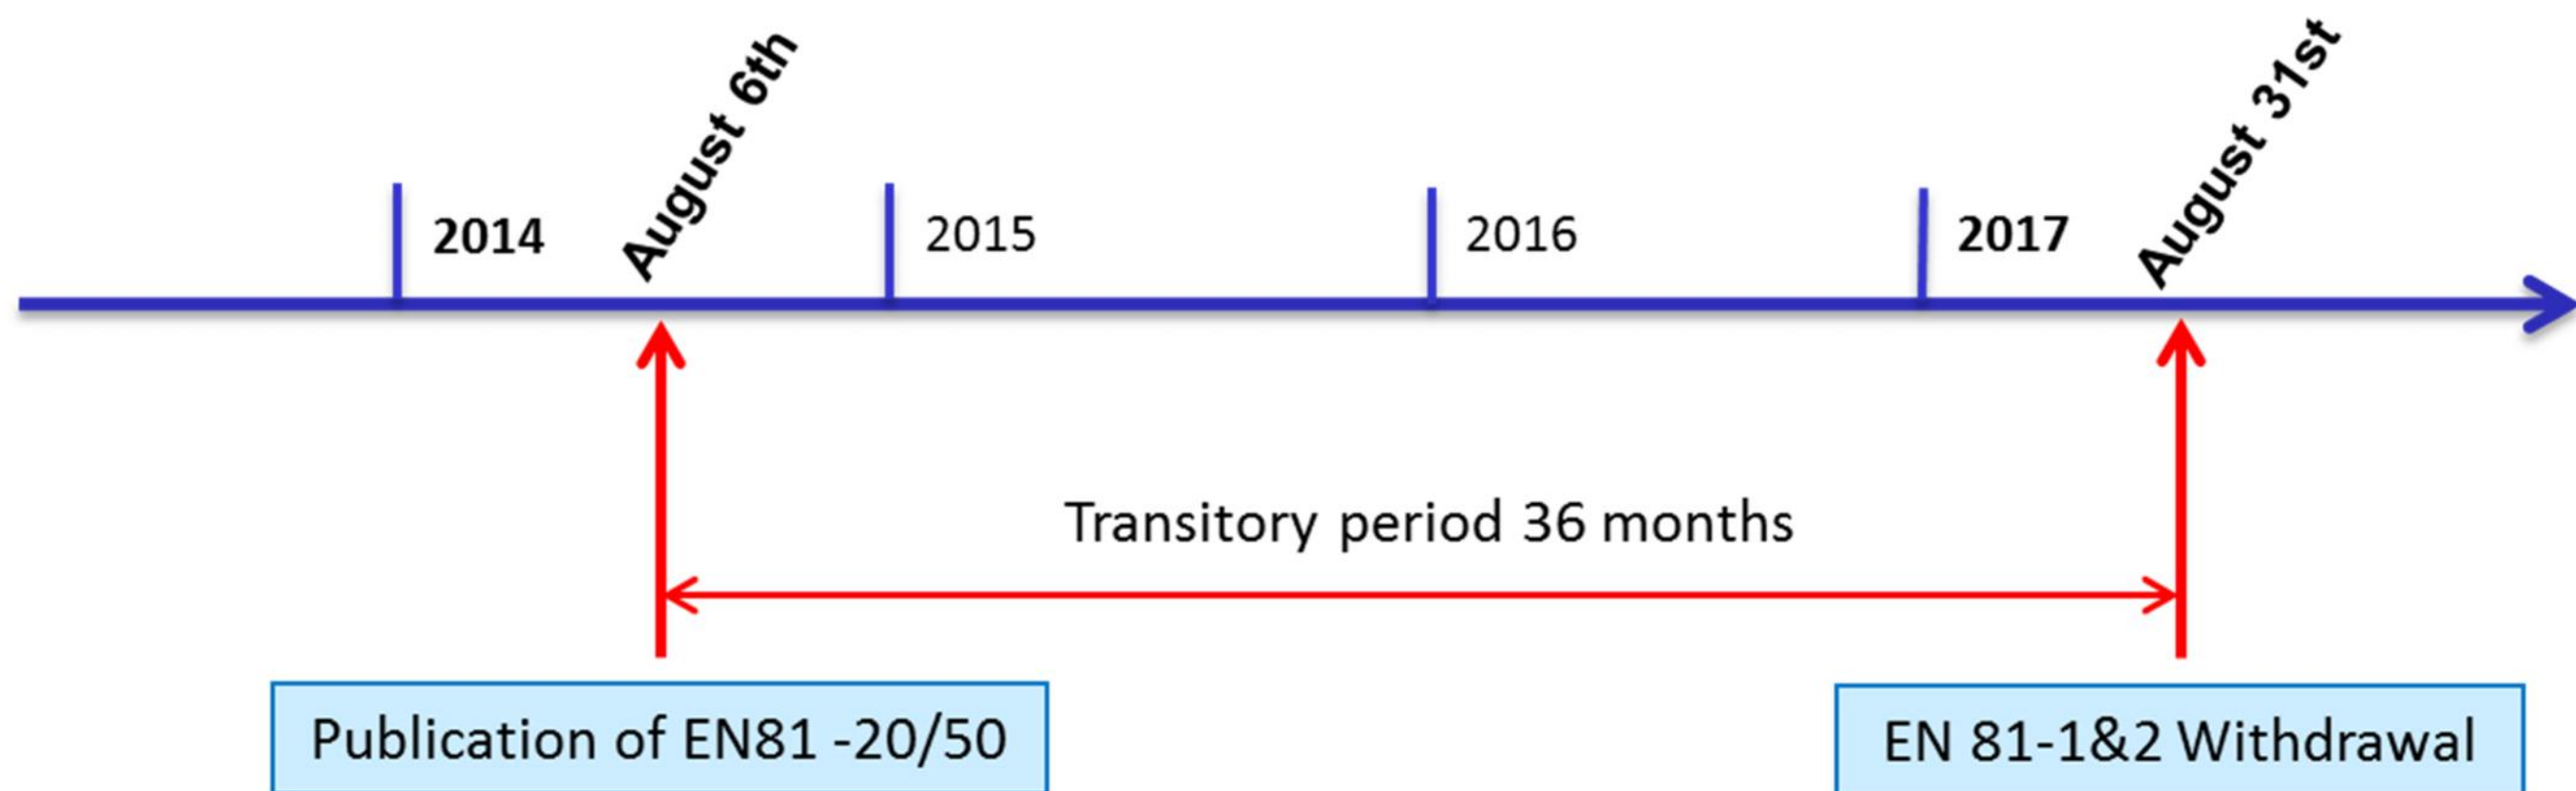 August 6th
August 31st
2014
2015
2016
2017
Transitory period 36 months
Publication of EN81 -20/50
EN 81-1&2 Withdrawal